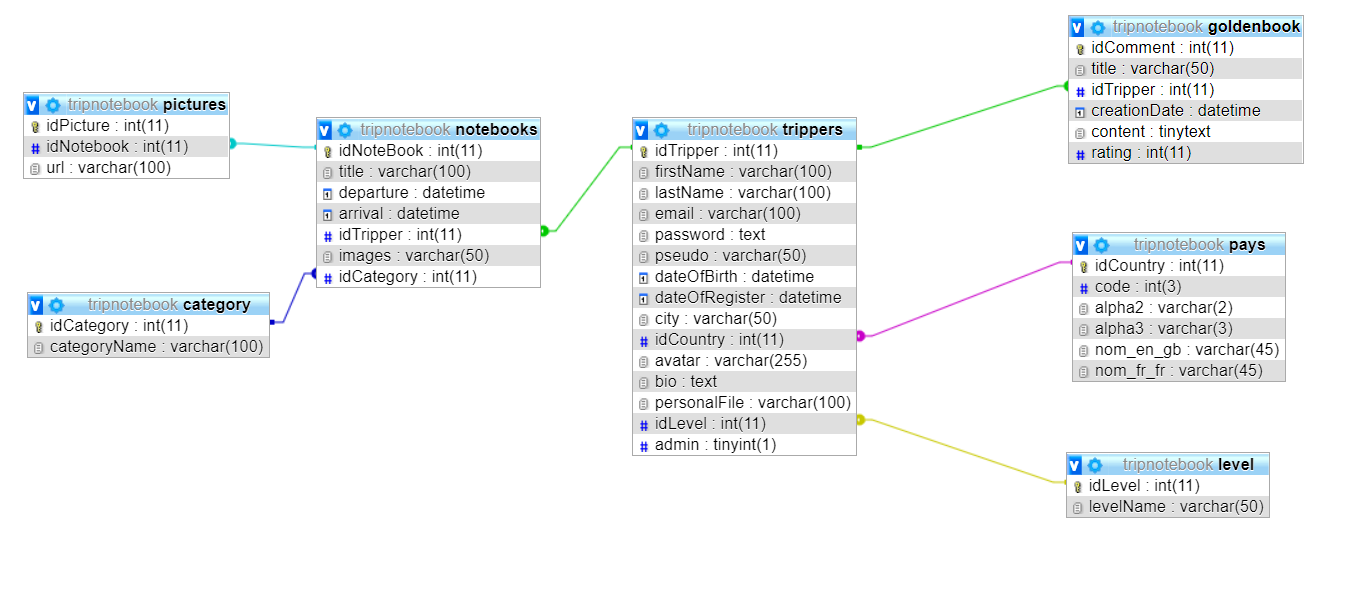 v tripnotebook pictures
idPicture : int(11)
# idNotebook : int(11)
url : varchar(100)
v tripnotebook category
idCategory : int(11)
categoryName : varchar(100)
v tripnotebook notebooks
idNoteBook : int(11)
title : varchar(100)
departure : datetime
arrival : datetime
# idTripper : int(11)
images : varchar(50)
# idCategory : int(11)
v tripnotebook trippers
idTripper : int(11)
firstName : varchar(100)
lastName : varchar(100)
email : varchar(100)
password : text
pseudo : varchar(50)
dateOfBirth : datetime
dateOfRegister : datetime
city : varchar(50)
# idCountry : int(11)
avatar : varchar(255)
bio : text
personalFile : varchar(100)
# idLevel : int(11)
# admin : tinyint(1)
v tripnotebook goldenbook
idComment : int(11)
title : varchar(50)
# idTripper : int(11)
creationDate : datetime
content : tinytext
# rating : int(11)
v tripnotebook pays
idCountry : int(11)
# code : int(3)
alpha2 : varchar(2)
alpha3 : varchar(3)
nom_en_gb : varchar(45)
nom_fr_fr : varchar(45)
v tripnotebook level
idLevel : int(11)
levelName : varchar(50)